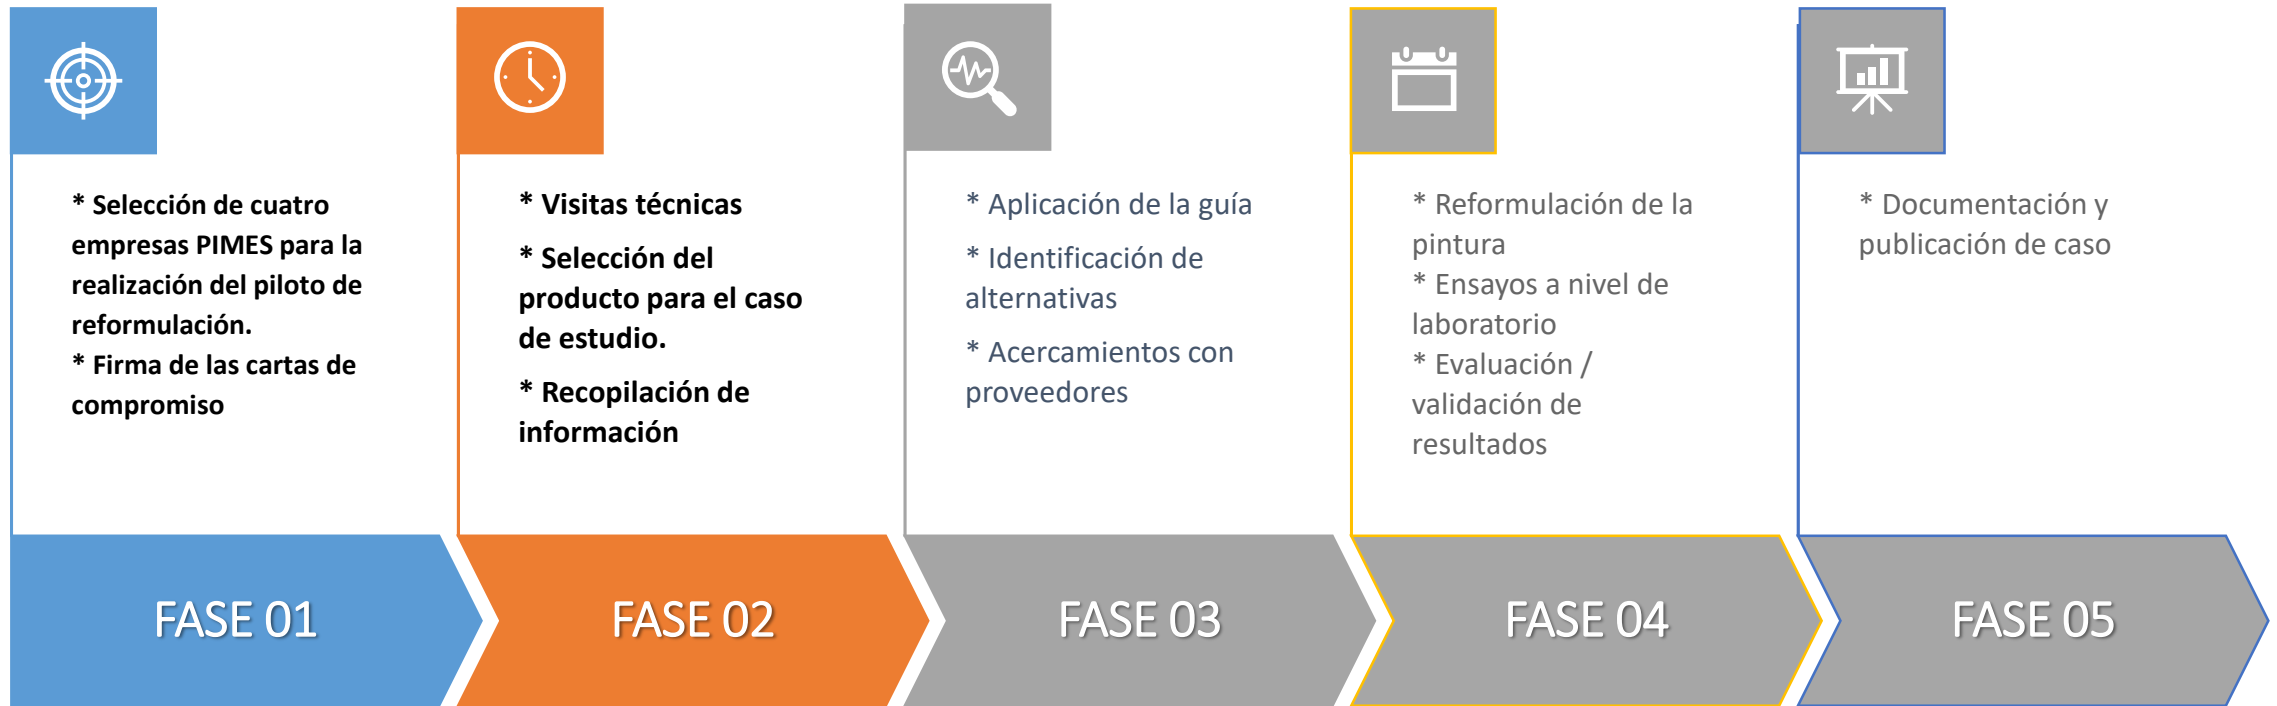 * Selección de cuatro
empresas PIMES para la
realización del piloto de
reformulación.
* Firma de las cartas de
compromiso
* Visitas técnicas
* Selección del
producto para el caso
de estudio.
* Recopilación de
información
* Aplicación de la guía
* Identificación de
alternativas
* Acercamientos con
proveedores
* Reformulación de la
pintura
* Ensayos a nivel de
laboratorio
* Evaluación /
validación de
resultados
* Documentación y
publicación de caso
FASE 01
FASE 02
FASE 03
FASE 04
FASE 05